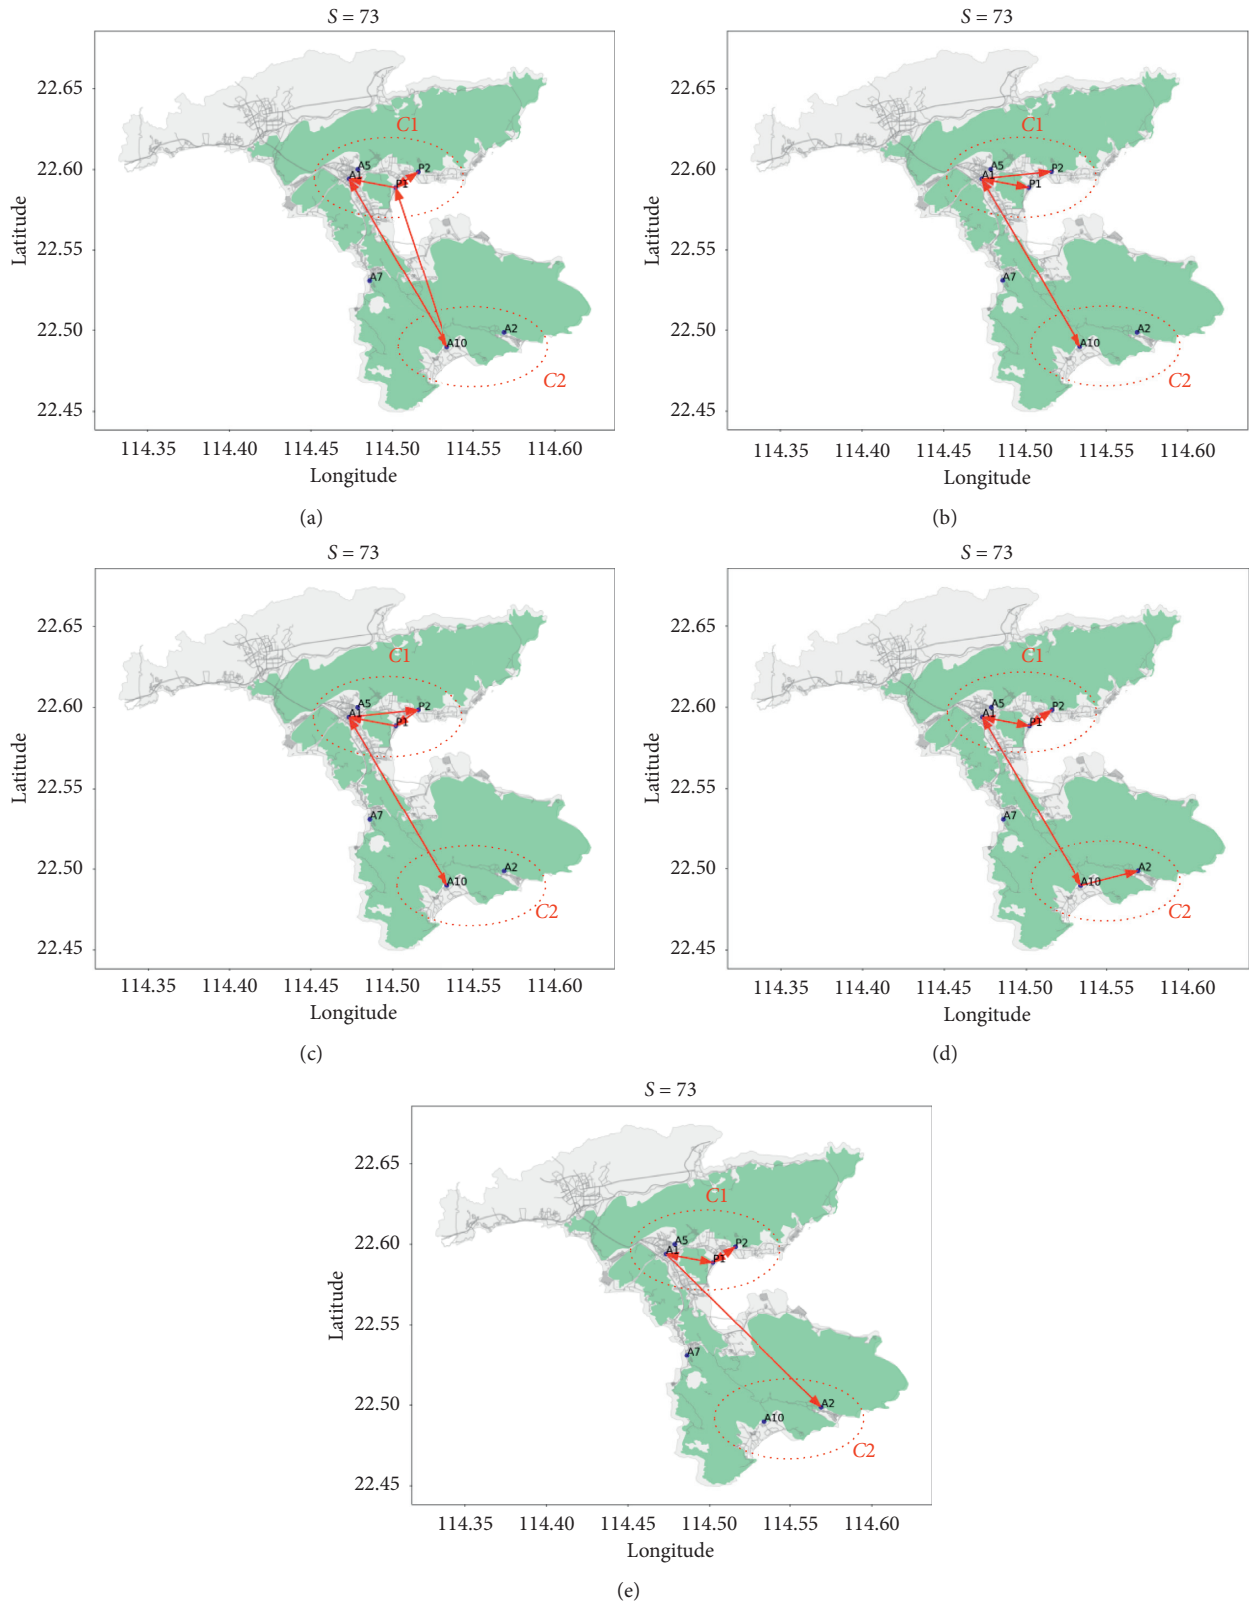 S = 73
S = 73
22.65
22.60
22.55
22.50
22.45
Latitude
C1
A5
A1
P2
P1
A7
A2
A10
C2
114.35 114.40 114.45 114.50 114.55 114.60
Longitude
(a)
22.65
22.60
22.55
22.50
22.45
Latitude
C1
A5
A1
P2
P1
A7
A2
A10
C2
114.35 114.40 114.45 114.50 114.55 114.60
Longitude
(b)
S = 73
S = 73
22.65
22.60
22.55
22.50
22.45
Latitude
C1
A5
A1
P2
P1
A7
A2
A10
C2
114.35 114.40 114.45 114.50 114.55 114.60
Longitude
(c)
22.65
22.60
22.55
22.50
22.45
Latitude
C1
A5
A1
P2
P1
A7
A2
A10
C2
114.35 114.40 114.45 114.50 114.55 114.60
Longitude
(d)
S = 73
22.65
22.60
22.55
22.50
22.45
Latitude
C1
A5
A1
P2
P1
A7
A2
A10
C2
114.35 114.40 114.45 114.50 114.55 114.60
Longitude
(e)